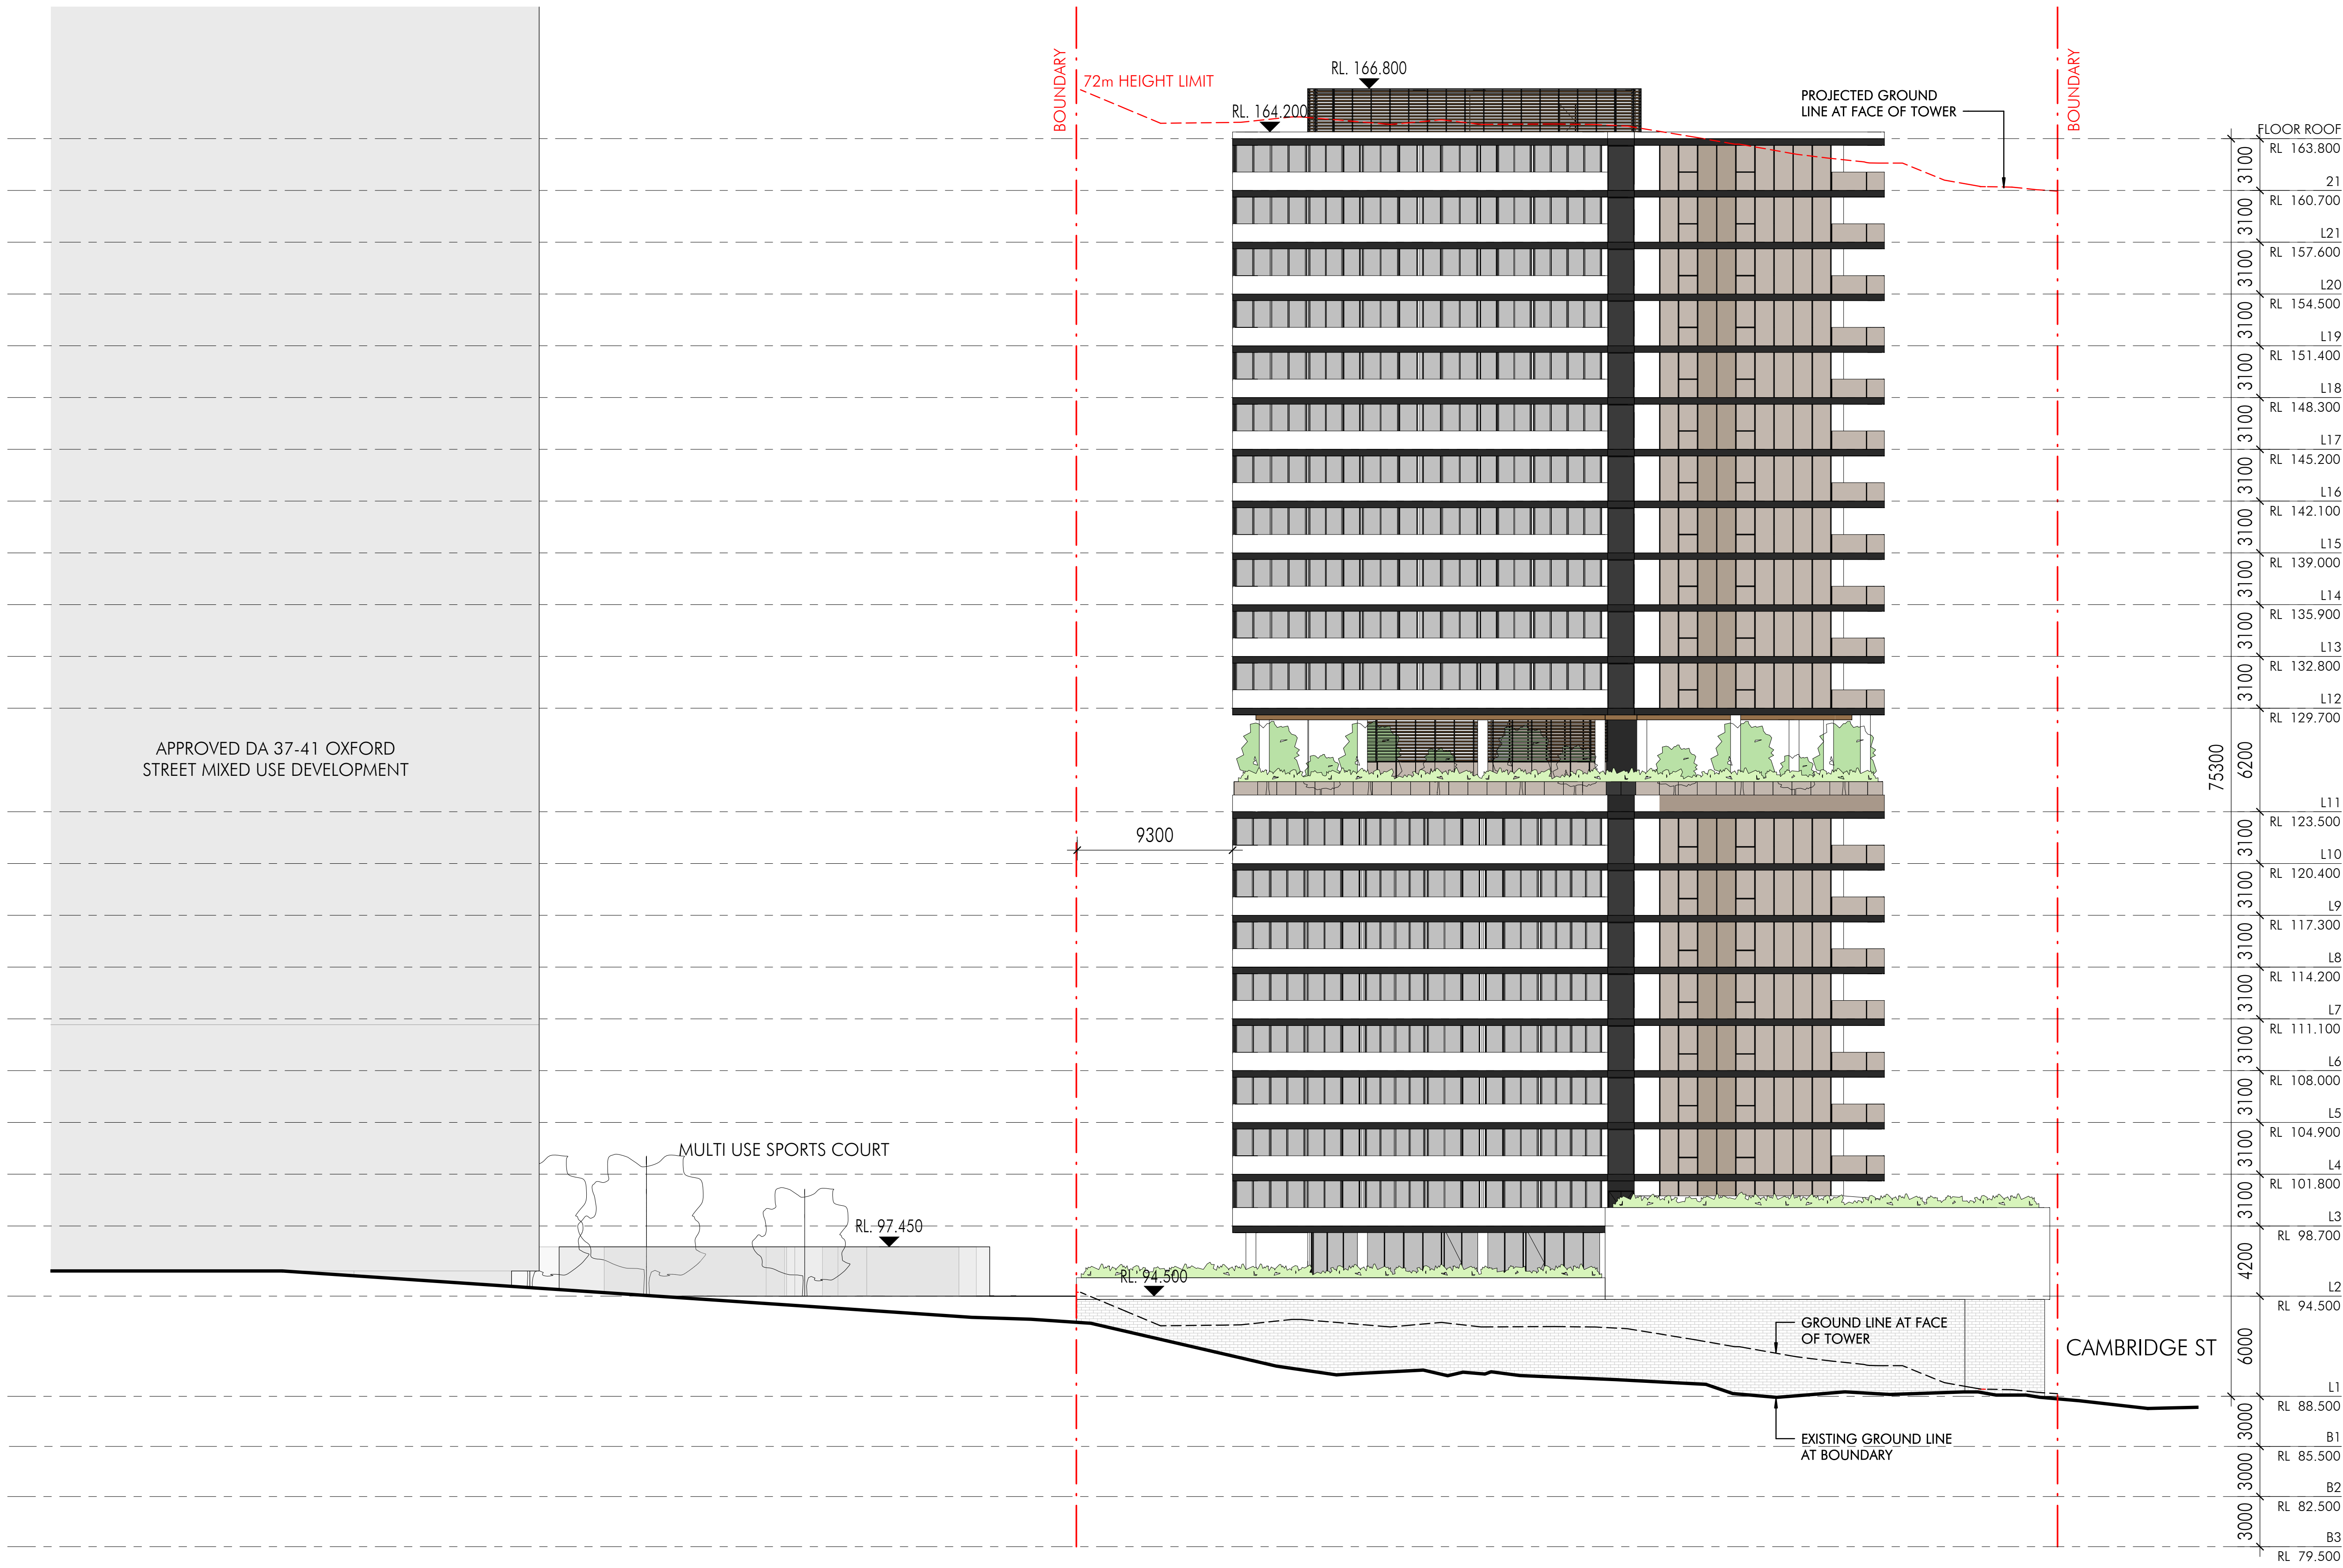 BOUNDARY
72m HEIGHT LIMIT
RL. 166.800
RL. 164.200
PROJECTED GROUND
LINE AT FACE OF TOWER
BOUNDARY
FLOOR ROOF
RL 163.800
3100
21
RL 160.700
3100
L21
RL 157.600
3100
L20
RL 154.500
3100
L19
RL 151.400
3100
L18
RL 148.300
3100
L17
RL 145.200
3100
L16
RL 142.100
3100
L15
RL 139.000
3100
L14
RL 135.900
3100
L13
RL 132.800
3100
L12
RL 129.700
APPROVED DA 37-41 OXFORD
STREET MIXED USE DEVELOPMENT
75300
6200
L11
RL 123.500
9300
3100
L10
RL 120.400
3100
L9
RL 117.300
3100
L8
RL 114.200
3100
L7
RL 111.100
3100
L6
RL 108.000
3100
L5
RL 104.900
MULTI USE SPORTS COURT
3100
L4
RL 101.800
3100
L3
RL. 97.450
RL 98.700
4200
RL. 94.500
L2
RL 94.500
GROUND LINE AT FACE
OF TOWER
CAMBRIDGE ST
6000
L1
RL 88.500
3000
EXISTING GROUND LINE
AT BOUNDARY
B1
RL 85.500
3000
B2
RL 82.500
3000
B3
RL 79.500